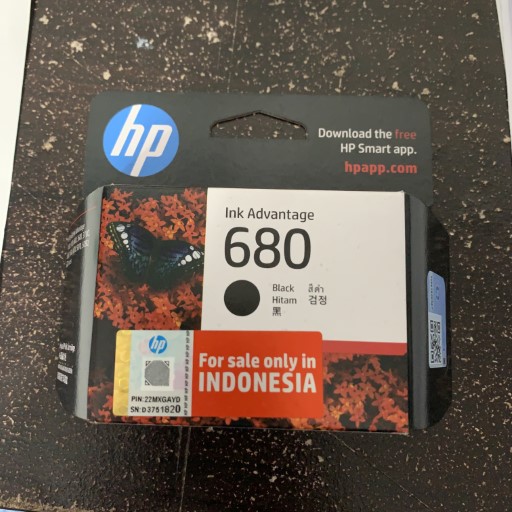 hp
Download the free
HP Smart app.
hpapp.com
Ink Advantage
680
Black
Hitam
黑
สีดำ
검정
hp
PIN:22MXGAYD
SN:D3751820
For sale only in
INDONESIA